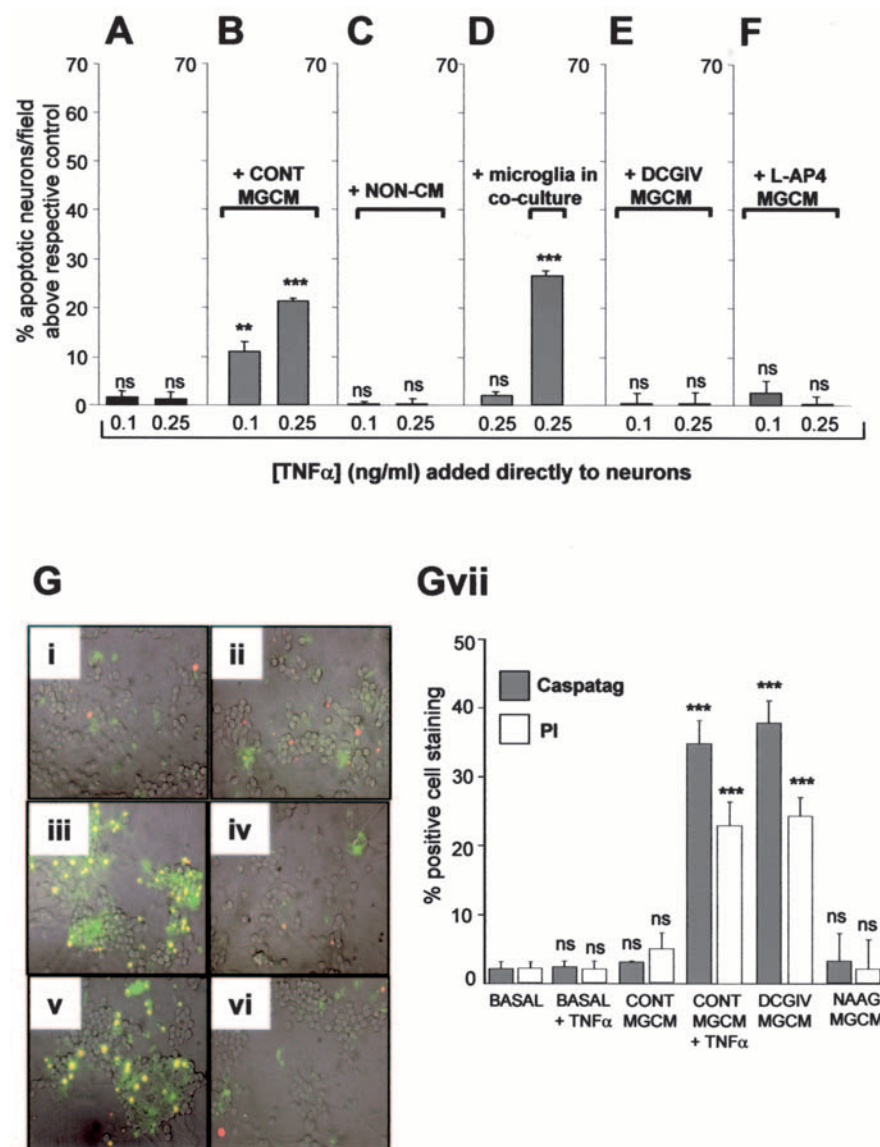 A B C D E F
70 70 70 70 70 70
60
50
40
30
20
10
0
% apoptotic neurons/field
above respective control
+ CONT
MGCM
+ NON-CM
+ microglia in
co-culture
+ DCGIV
MGCM
+ L-AP4
MGCM
ns ns ** *** ns ns ns *** ns ns ns ns
0.1 0.25 0.1 0.25 0.1 0.25 0.25 0.25 0.1 0.25 0.1 0.25
[TNFα] (ng/ml) added directly to neurons
G
i ii
iii iv
v vi
Gvii
50
40
30
20
10
0
% positive cell staining
Caspatag
PI
ns ns ns ns *** *** *** *** ns ns
BASAL
BASAL
+ TNFα
CONT
MGCM
CONT
MGCM
+ TNFα
DCGIV
MGCM
NAAG
MGCM